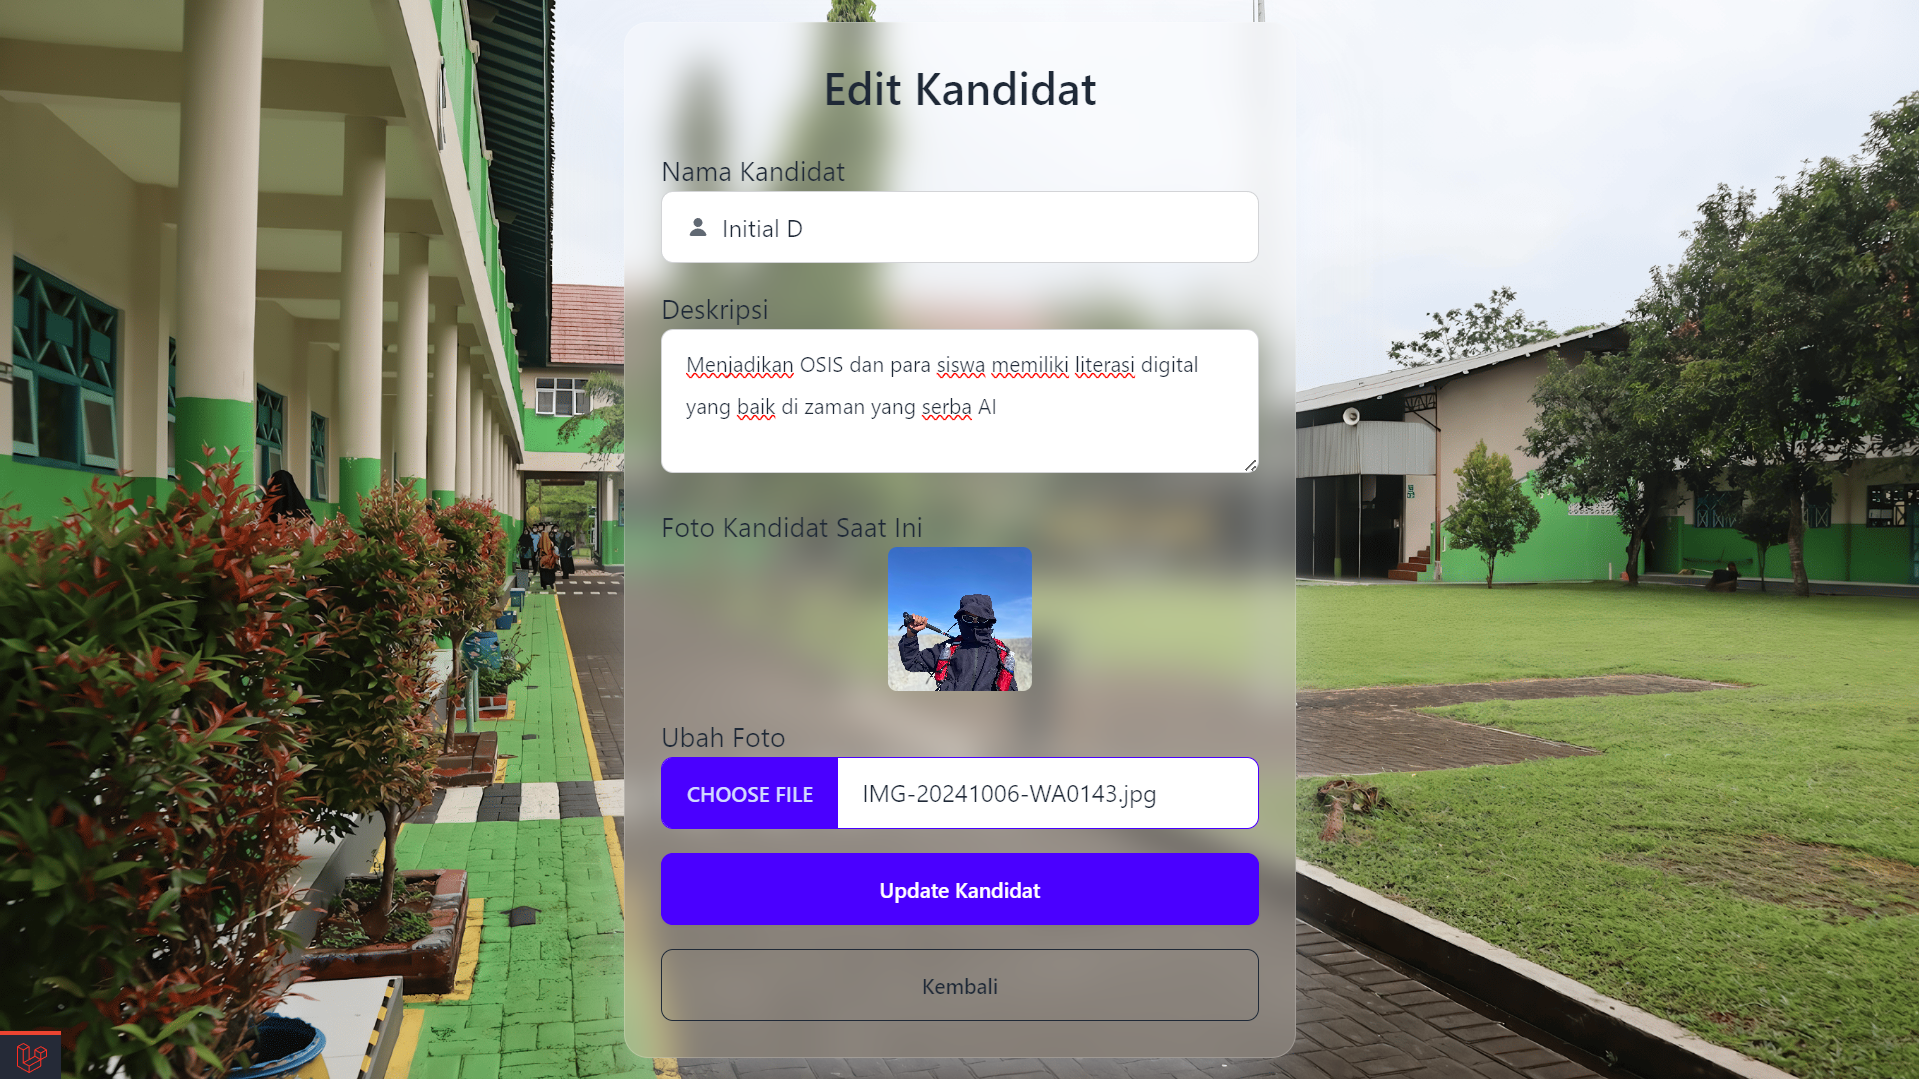 Edit Kandidat
Nama Kandidat
Initial D
Deskripsi
Menjadikan OSIS dan para siswa memiliki literasi digital
yang baik di zaman yang serba AI
Foto Kandidat Saat Ini
Ubah Foto
CHOOSE FILE IMG-20241006-WA0143.jpg
Update Kandidat
Kembali